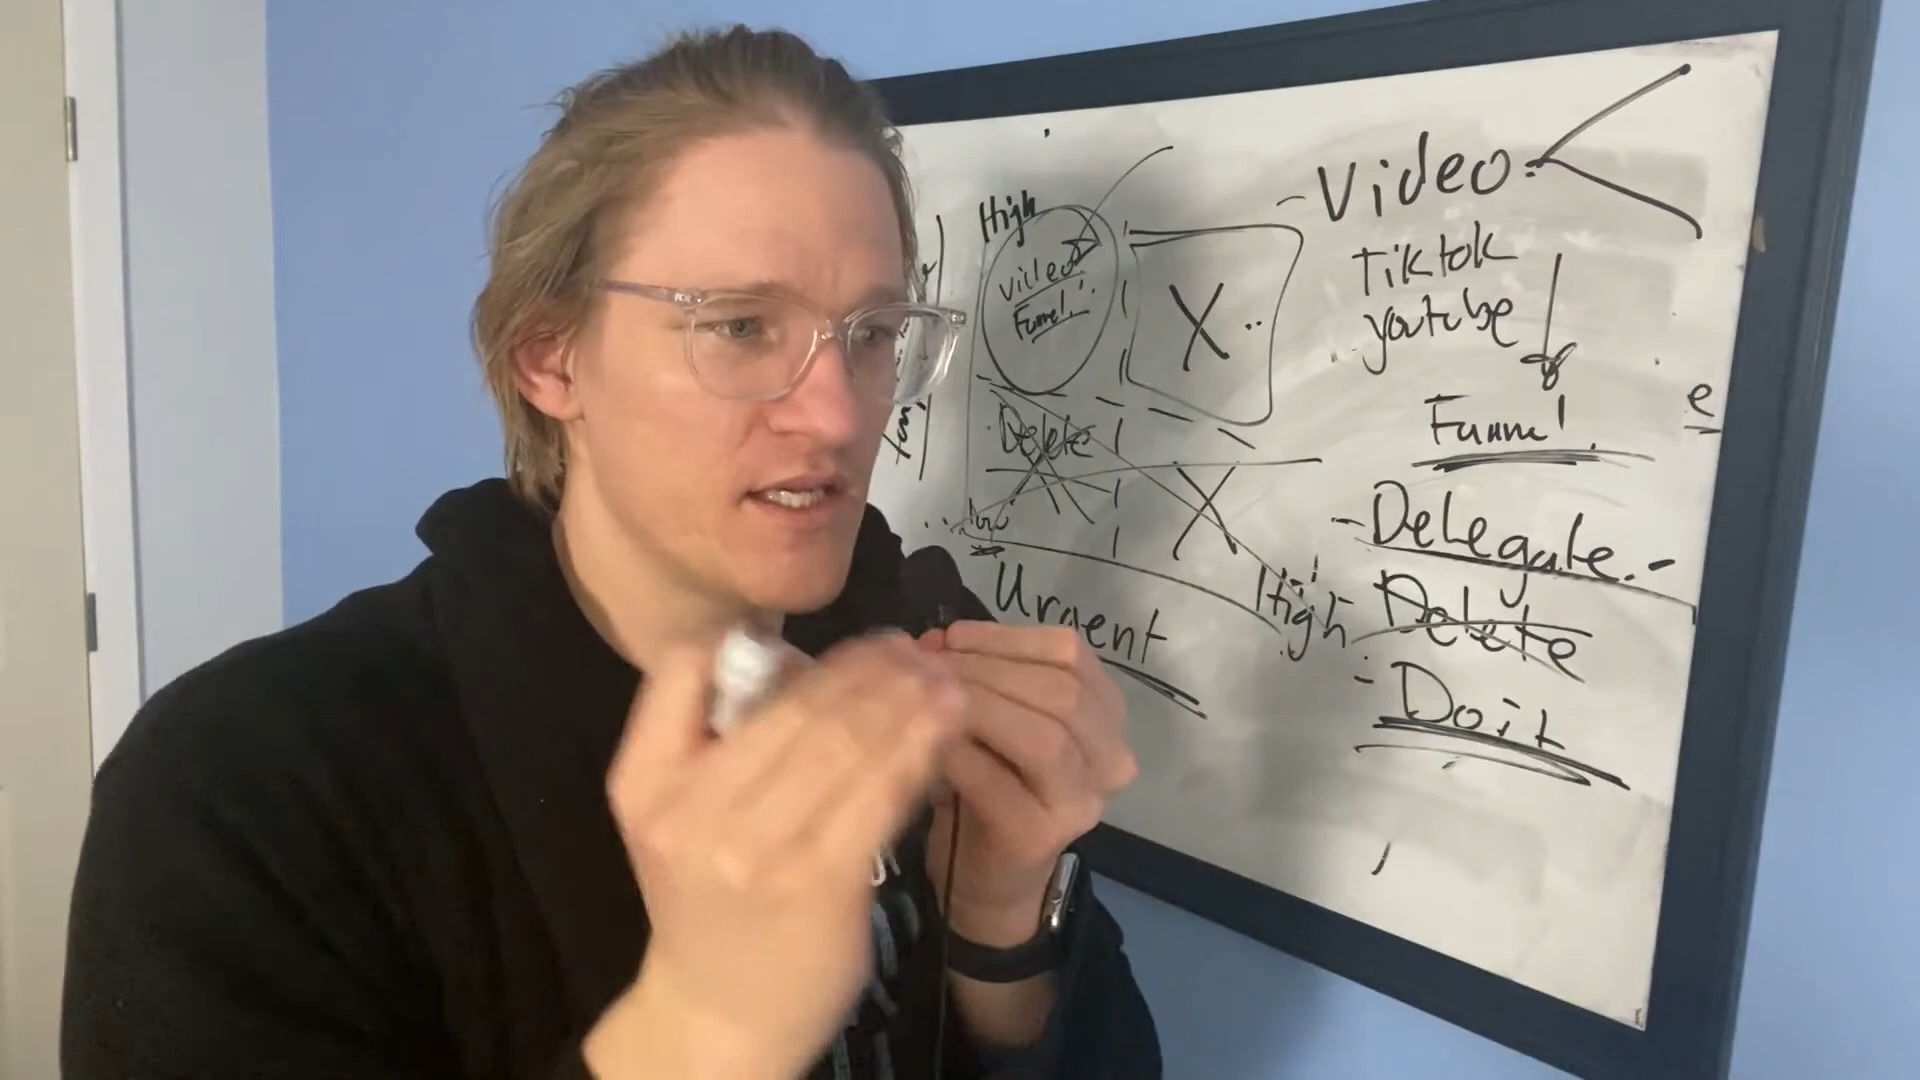 High
Video
Funnel
X
Delete
X
Urgent
High
- Video
Tiktok
youtube
Funnel
e
- Delegate.-
Delete
- Do it